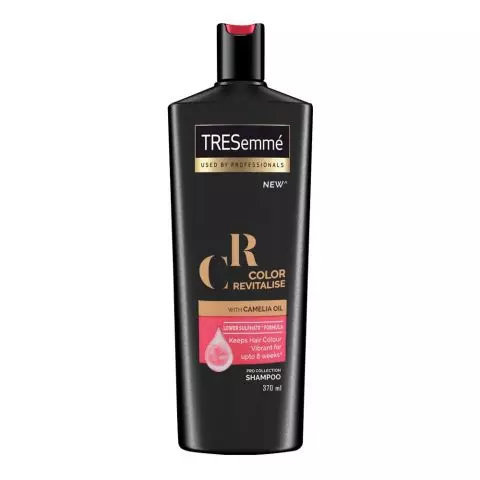 TRESemmé
USED BY PROFESSIONALS
NEW^
CR
COLOR
REVITALISE
WITH CAMELIA OIL
LOWER SULPHATE** FORMULA
Keeps Hair Colour
Vibrant for
upto 8 weeks^
PRO COLLECTION
SHAMPOO
370 ml